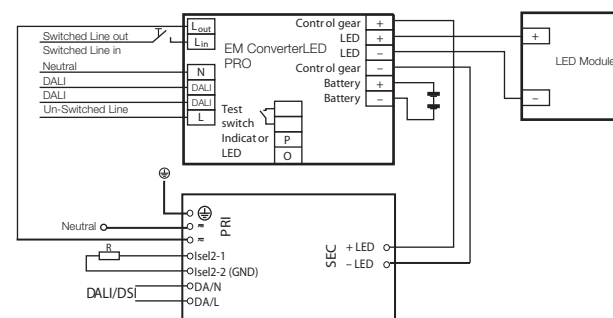 Switched Line out
Switched Line in
Neutral
DALI
DALI
Un-Switched Line
Lout
Lin
N
DALI
DALI
L
EM ConverterLED
PRO
Test
switch
Indicator
LED
P
O
Control gear +
LED +
LED –
Control gear –
Battery +
Battery –
+
–
LED Module
Neutral
PRI
≂
≂
R
Isel2-1
Isel2-2 (GND)
DALI/DSI
DA/N
DA/L
SEC
+ LED
– LED